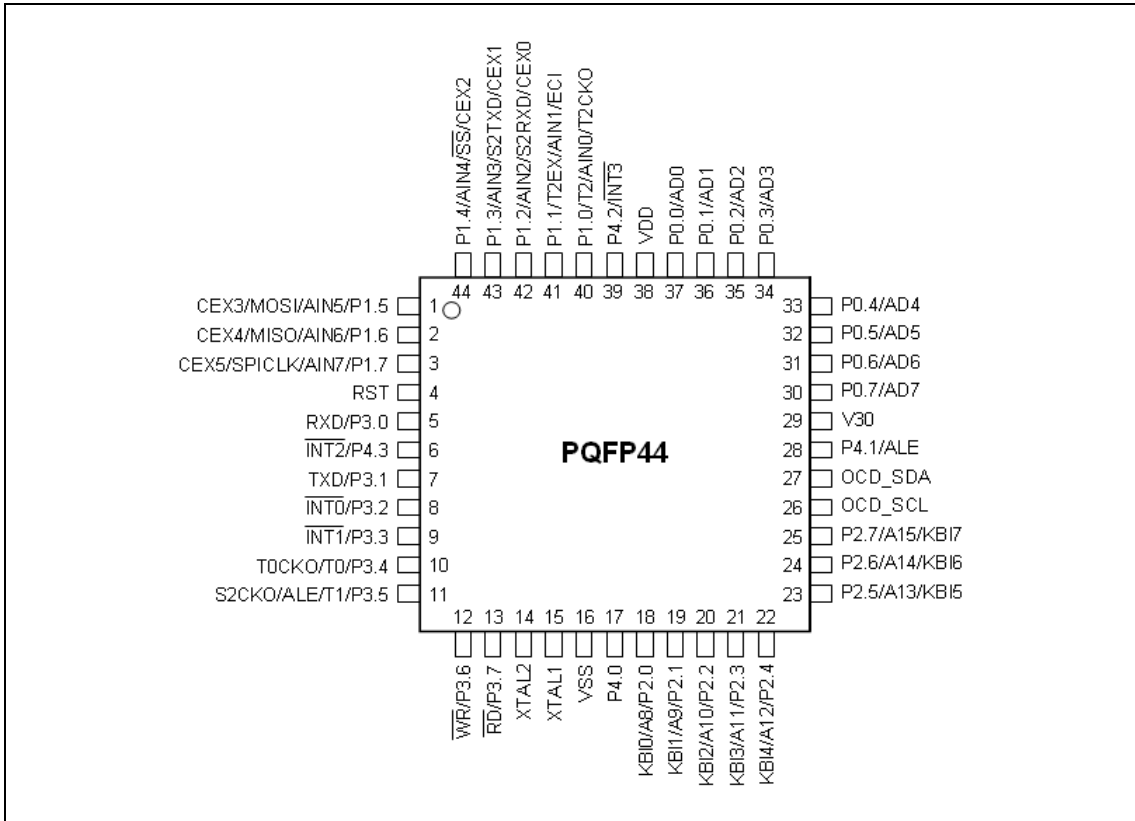 P1.4/AIN4/SS/CEX2
P1.3/AIN3/S2TXD/CEX1
P1.2/AIN2/S2RXD/CEX0
P1.1/T2EX/AIN1/ECI
P1.0/T2/AIN0/T2CKO
P4.2/INT3
VDD
P0.0/AD0
P0.1/AD1
P0.2/AD2
P0.3/AD3
44 43 42 41 40 39 38 37 36 35 34
CEX3/MOSI/AIN5/P1.5 1
CEX4/MISO/AIN6/P1.6 2
CEX5/SPICLK/AIN7/P1.7 3
RST 4
RXD/P3.0 5
INT2/P4.3 6
TXD/P3.1 7
INT0/P3.2 8
INT1/P3.3 9
T0CKO/T0/P3.4 10
S2CKO/ALE/T1/P3.5 11
PQFP44
33 P0.4/AD4
32 P0.5/AD5
31 P0.6/AD6
30 P0.7/AD7
29 V30
28 P4.1/ALE
27 OCD_SDA
26 OCD_SCL
25 P2.7/A15/KBI7
24 P2.6/A14/KBI6
23 P2.5/A13/KBI5
12 13 14 15 16 17 18 19 20 21 22
WR/P3.6
RD/P3.7
XTAL2
XTAL1
VSS
P4.0
KBI0/A8/P2.0
KBI1/A9/P2.1
KBI2/A10/P2.2
KBI3/A11/P2.3
KBI4/A12/P2.4